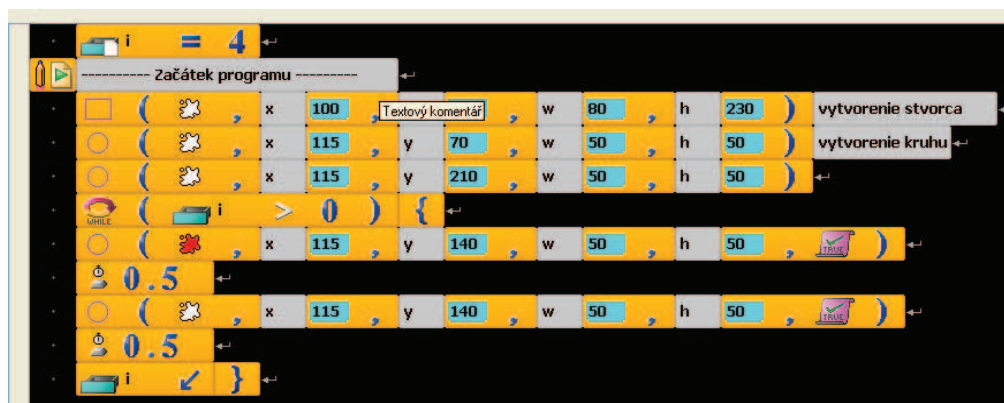 i = 4
---------- Začátek programu ---------
( , x 100 , Textový komentář , w 80 , h 230 ) vytvorenie stvorca
( , x 115 , y 70 , w 50 , h 50 ) vytvorenie kruhu
( , x 115 , y 210 , w 50 , h 50 )
WHILE ( i > 0 ) {
( , x 115 , y 140 , w 50 , h 50 , TRUE )
0.5
( , x 115 , y 140 , w 50 , h 50 , TRUE )
0.5
i }